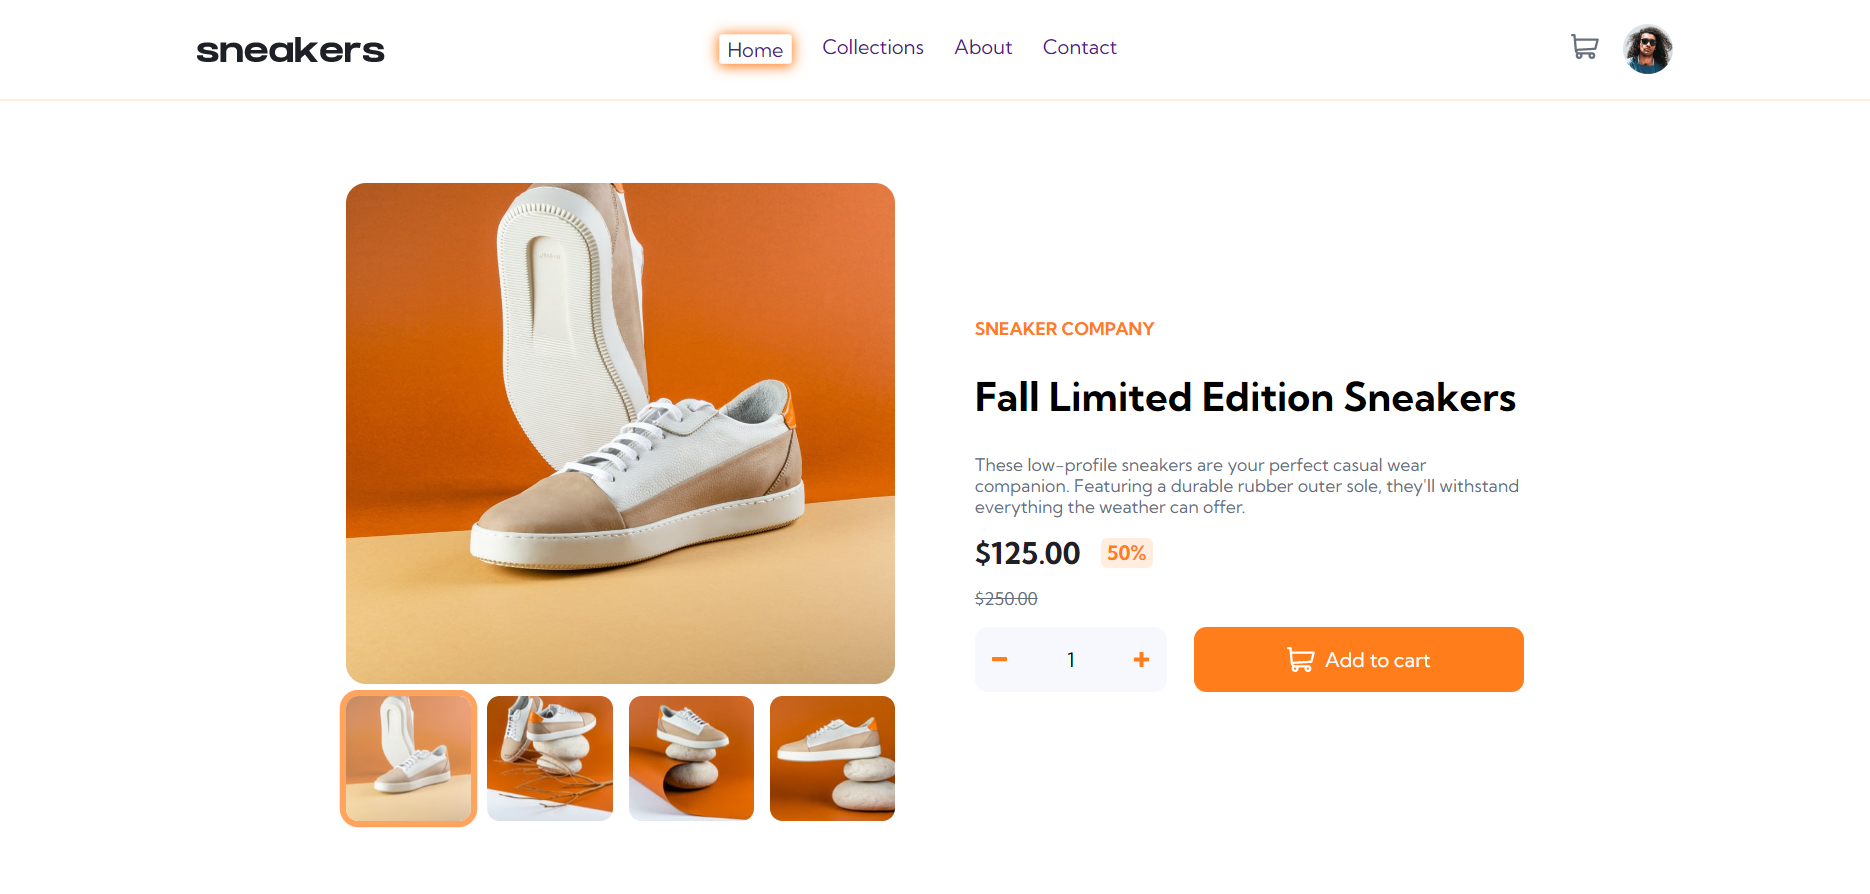 sneakers
Home
Collections
About
Contact
SNEAKER COMPANY
Fall Limited Edition Sneakers
These low-profile sneakers are your perfect casual wear
companion. Featuring a durable rubber outer sole, they'll withstand
everything the weather can offer.
$125.00 50%
$250.00
1
Add to cart